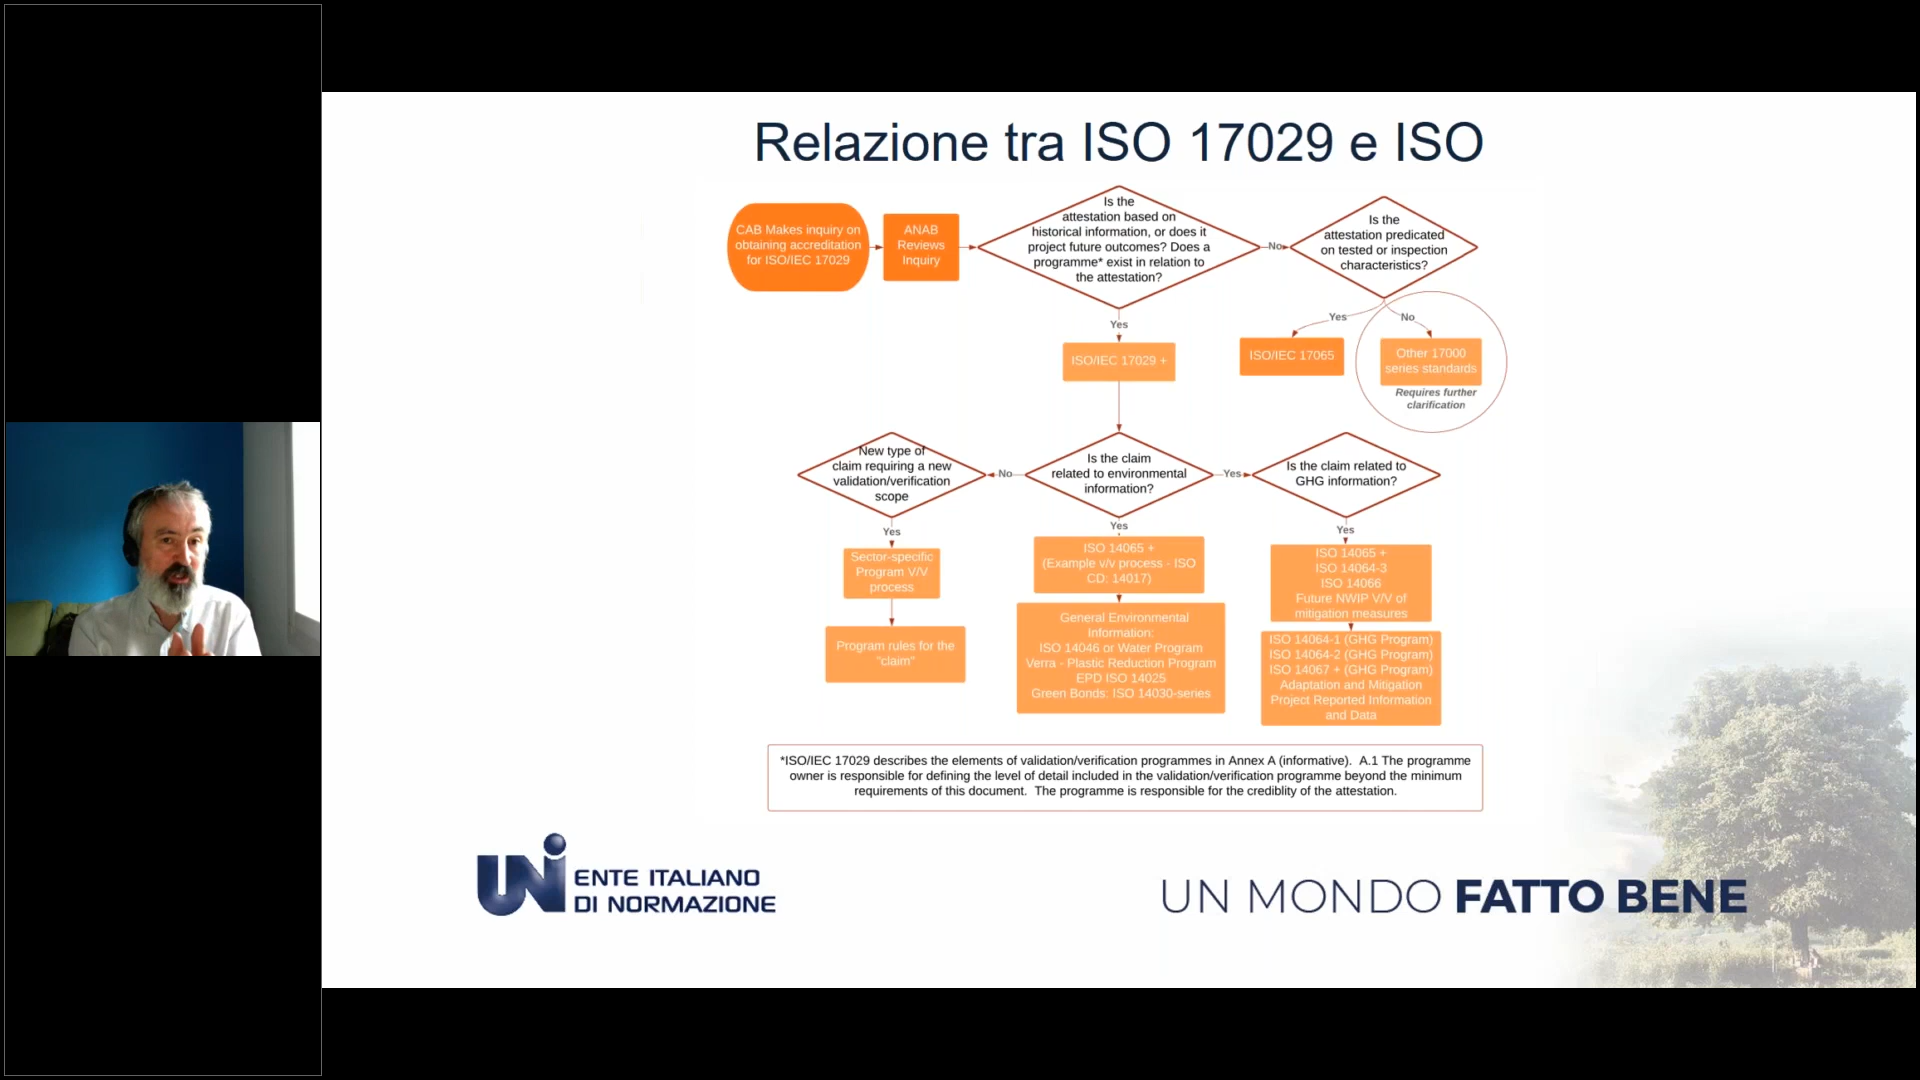 Relazione tra ISO 17029 e ISO
CAB Makes inquiry on
obtaining accreditation
for ISO/IEC 17029
ANAB
Reviews
Inquiry
Is the
attestation based on
historical information, or does it
project future outcomes? Does a
programme* exist in relation to
the attestation?
No
Is the
attestation predicated
on tested or inspection
characteristics?
Yes
Yes
No
ISO/IEC 17029 +
ISO/IEC 17065
Other 17000
series standards
Requires further
clarification
New type of
claim requiring a new
validation/verification
scope
No
Is the claim
related to environmental
information?
Yes
Is the claim related to
GHG information?
Yes
Yes
Yes
Sector-specific
Program V/V
process
ISO 14065 +
(Example v/v process - ISO
CD: 14017)
ISO 14065 +
ISO 14064-3
ISO 14066
Future NWIP V/V of
mitigation measures
Program rules for the
"claim"
General Environmental
Information:
ISO 14046 or Water Program
Verra - Plastic Reduction Program
EPD ISO 14025
Green Bonds: ISO 14030-series
ISO 14064-1 (GHG Program)
ISO 14064-2 (GHG Program)
ISO 14067 + (GHG Program)
Adaptation and Mitigation
Project Reported Information
and Data
*ISO/IEC 17029 describes the elements of validation/verification programmes in Annex A (informative). A.1 The programme
owner is responsible for defining the level of detail included in the validation/verification programme beyond the minimum
requirements of this document. The programme is responsible for the crediblity of the attestation.
UNI
ENTE ITALIANO
DI NORMAZIONE
UN MONDO FATTO BENE